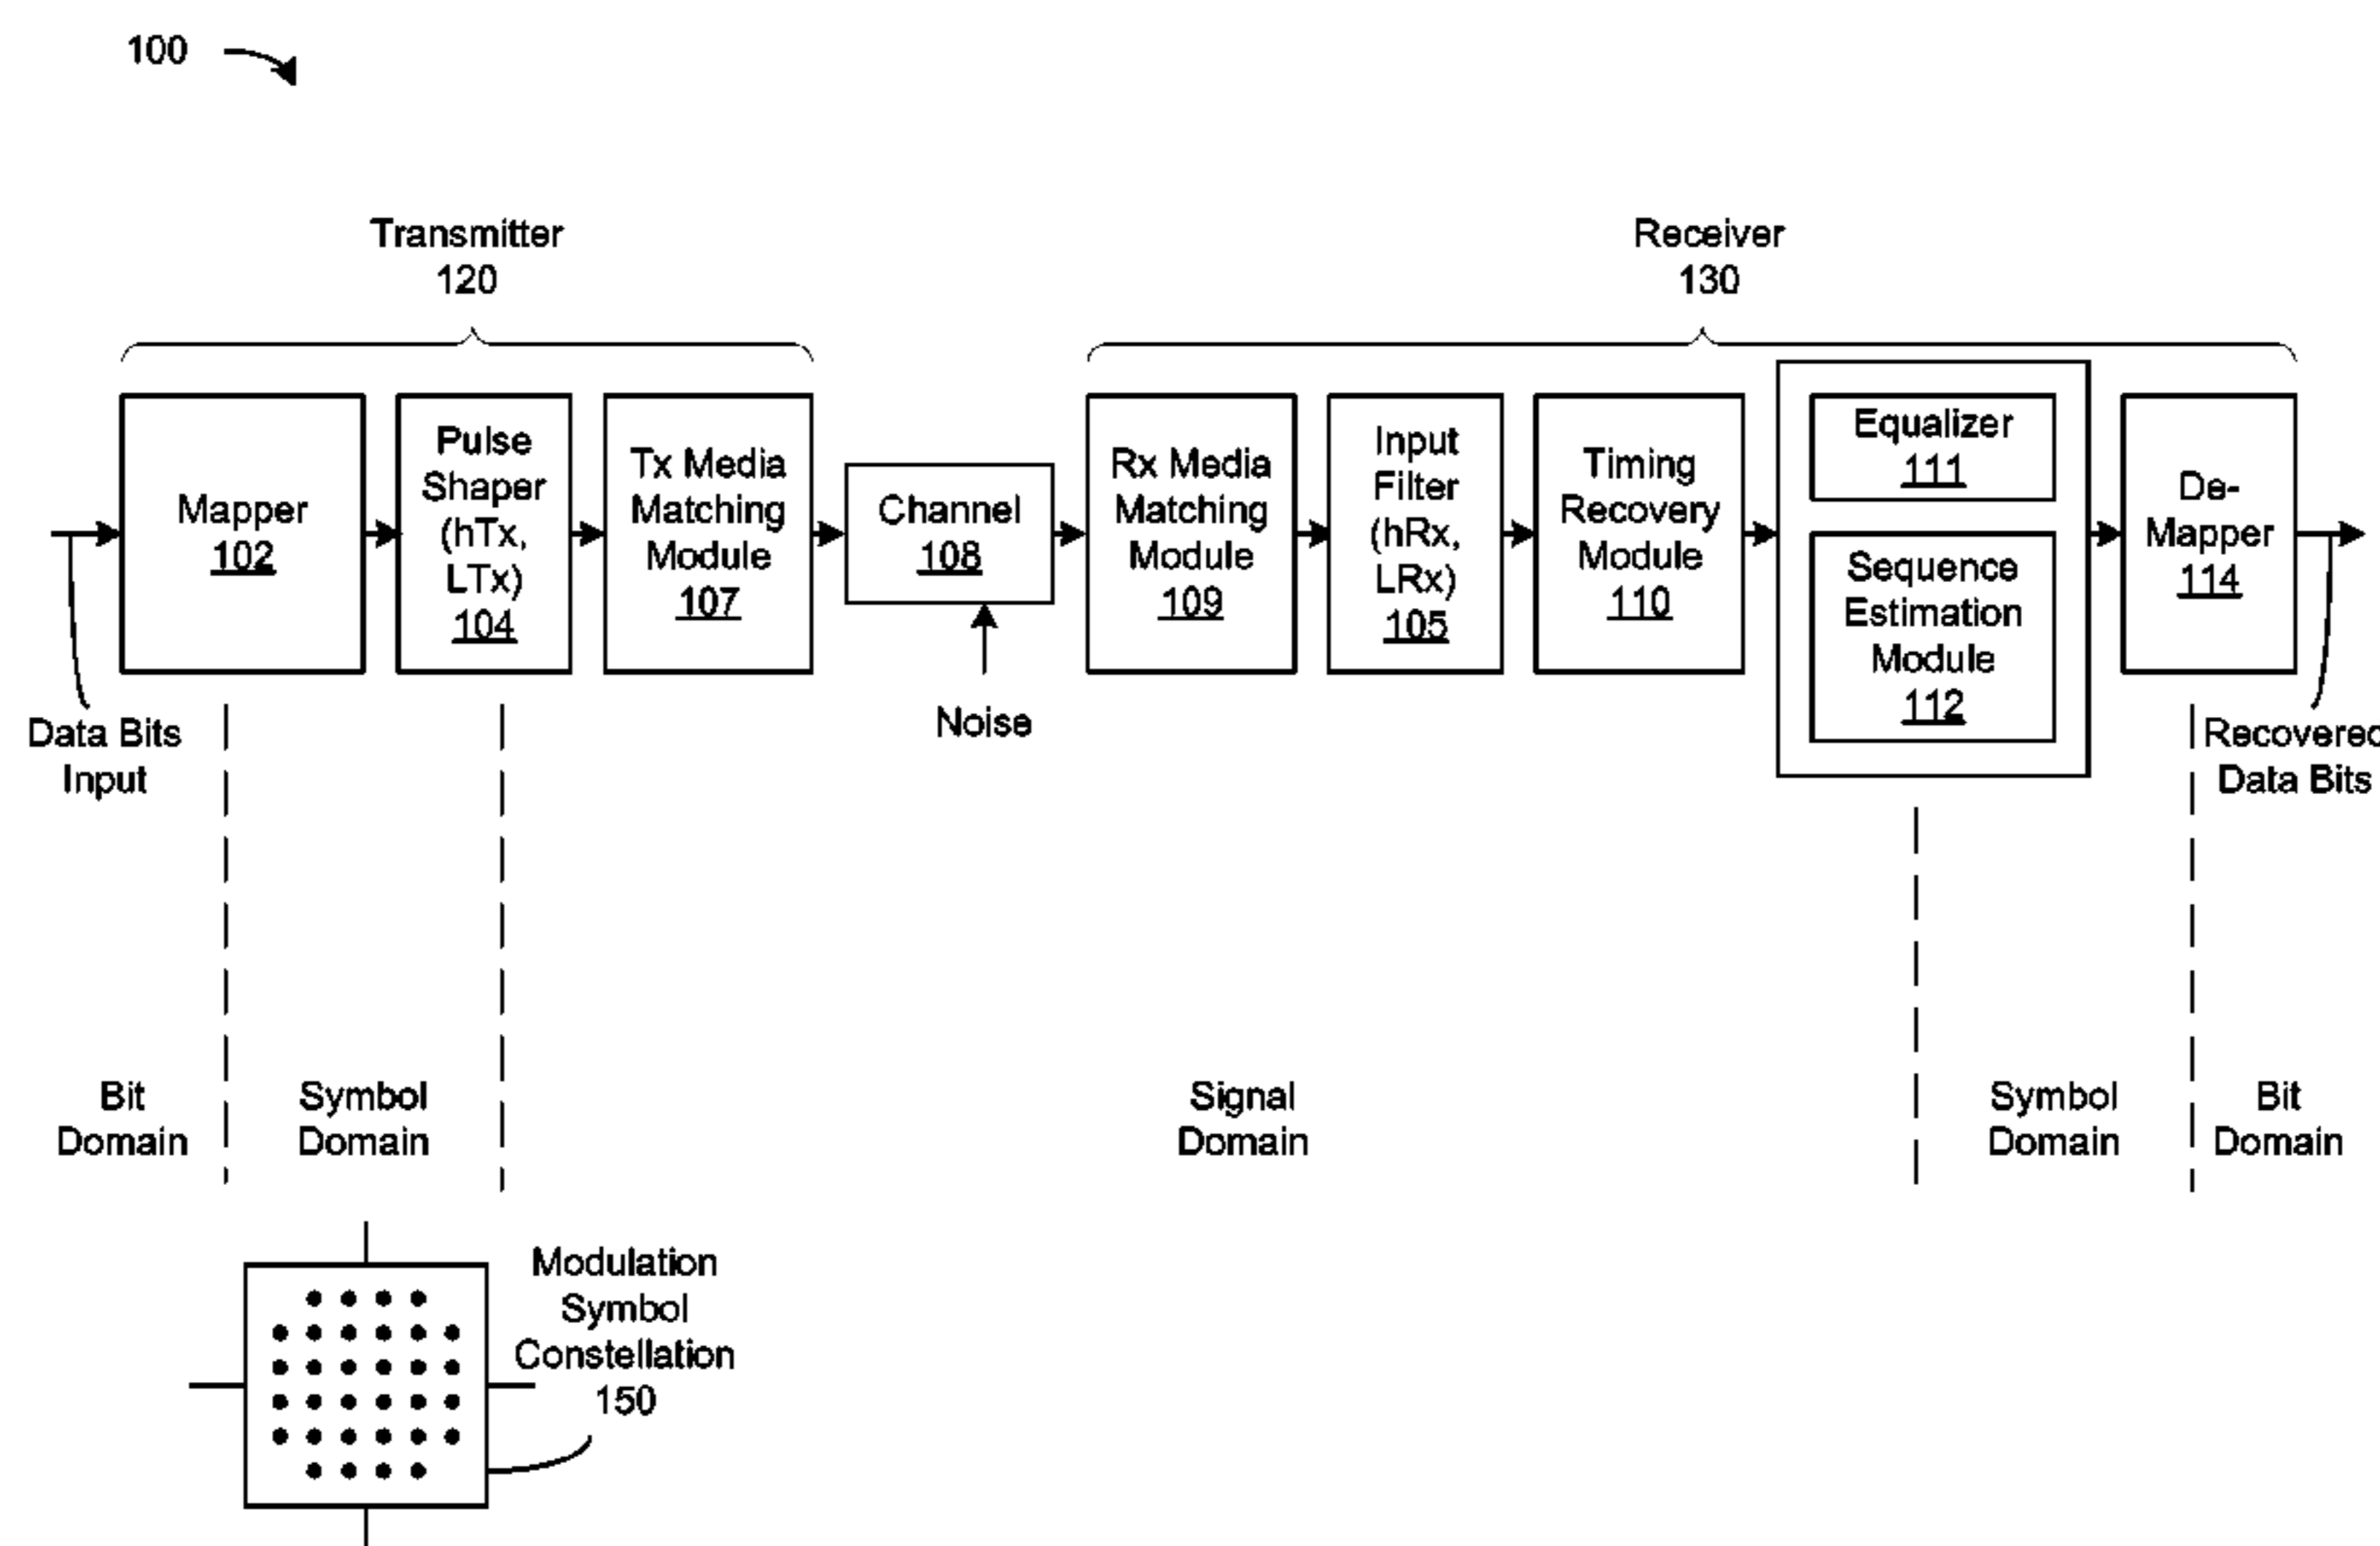 100
Transmitter
120
Receiver
130
Mapper
102
Pulse
Shaper
(hTx,
LTx)
104
Tx Media
Matching
Module
107
Channel
108
Noise
Rx Media
Matching
Module
109
Input
Filter
(hRx,
LRx)
105
Timing
Recovery
Module
110
Equalizer
111
Sequence
Estimation
Module
112
De-
Mapper
114
Data Bits
Input
Recovered
Data Bits
Bit
Domain
Symbol
Domain
Signal
Domain
Symbol
Domain
Bit
Domain
Modulation
Symbol
Constellation
150